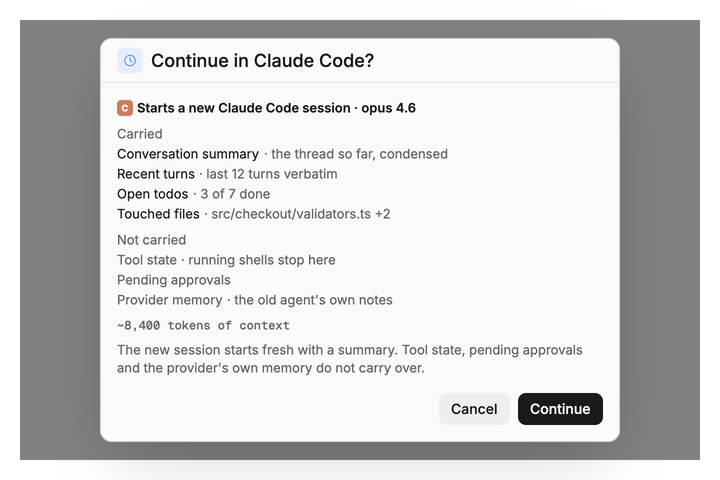 Continue in Claude Code?
C Starts a new Claude Code session · opus 4.6
Carried
Conversation summary · the thread so far, condensed
Recent turns · last 12 turns verbatim
Open todos · 3 of 7 done
Touched files · src/checkout/validators.ts +2
Not carried
Tool state · running shells stop here
Pending approvals
Provider memory · the old agent's own notes
~8,400 tokens of context
The new session starts fresh with a summary. Tool state, pending approvals
and the provider's own memory do not carry over.
Cancel Continue